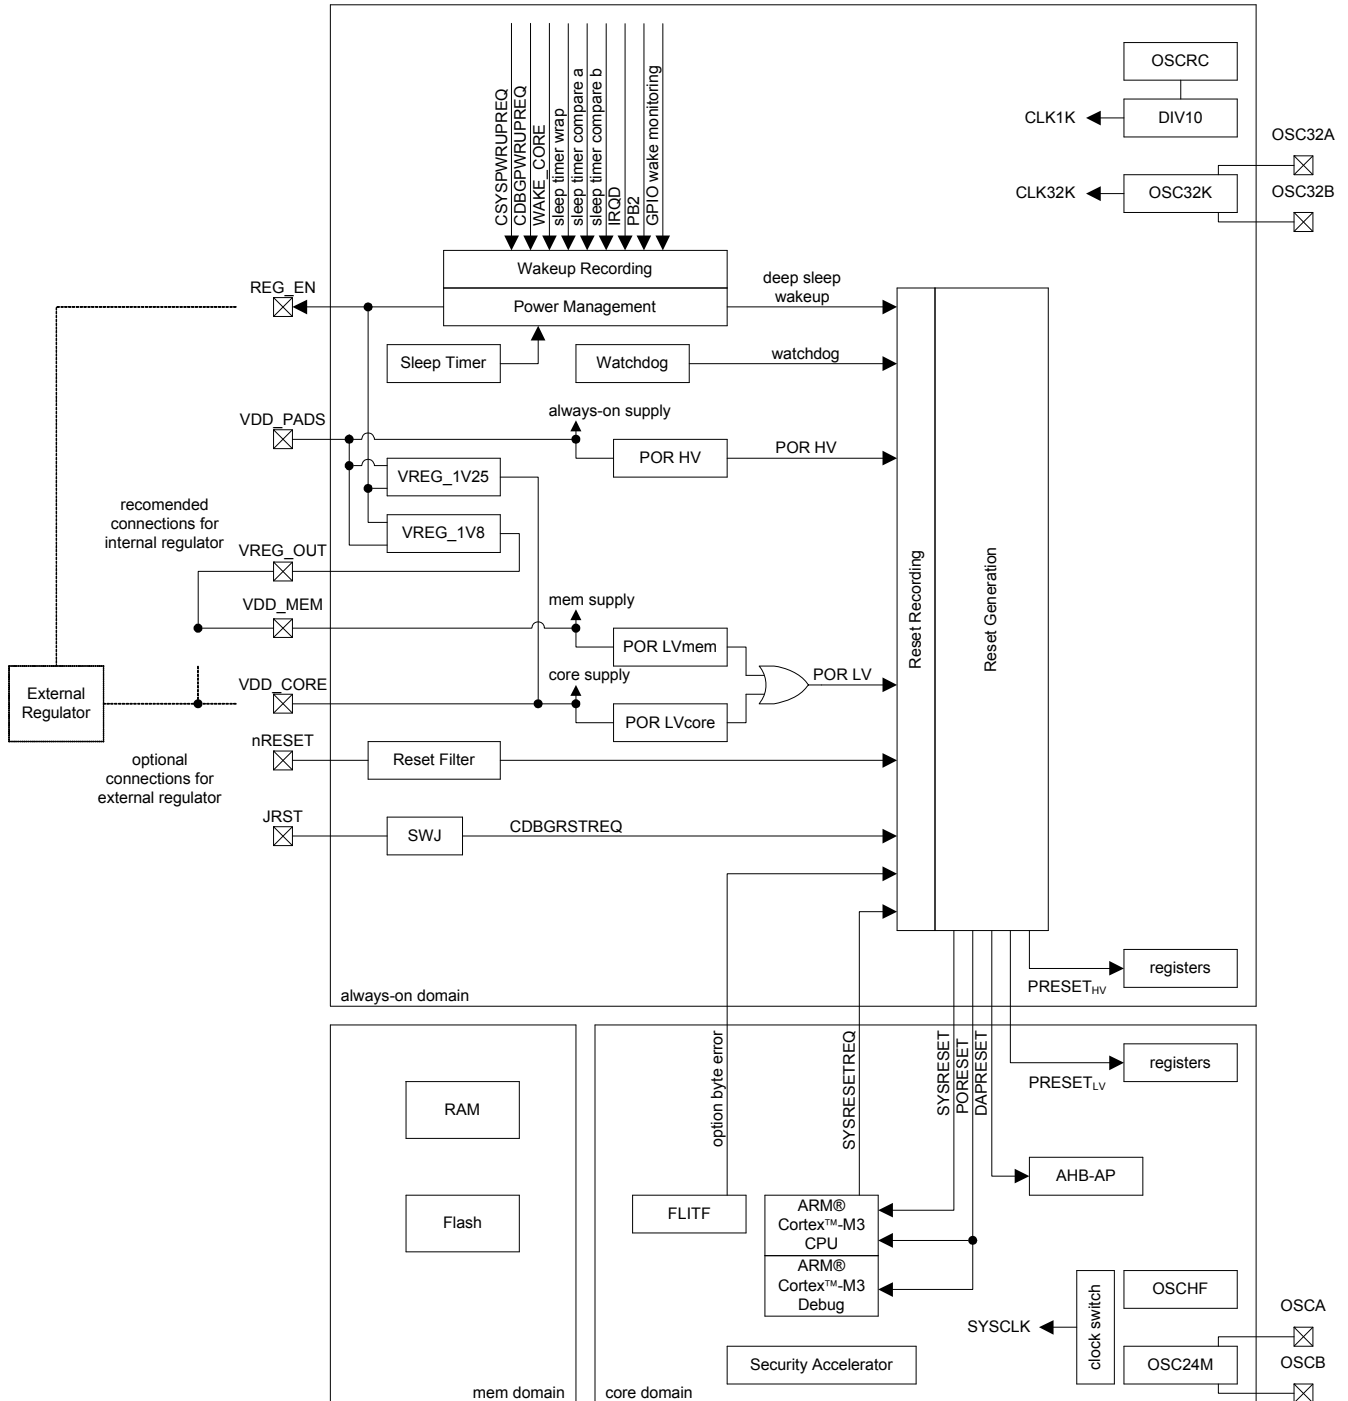 CSYSPWRUPREQ
CDBGPWRUPREQ
WAKE_CORE
sleep timer wrap
sleep timer compare a
sleep timer compare b
IRQD
PB2
GPIO wake monitoring
OSCRC
CLK1K
DIV10
OSC32A
CLK32K
OSC32K
OSC32B
Wakeup Recording
REG_EN
Power Management
deep sleep
wakeup
Sleep Timer
Watchdog
watchdog
VDD_PADS
always-on supply
POR HV
POR HV
VREG_1V25
recomended
connections for
internal regulator
VREG_1V8
VREG_OUT
VDD_MEM
mem supply
POR LVmem
Reset Recording
Reset Generation
External
Regulator
VDD_CORE
core supply
POR LV
POR LVcore
nRESET
Reset Filter
optional
connections for
external regulator
JRST
SWJ
CDBGRSTREQ
registers
PRESETHV
always-on domain
option byte error
SYSRESETREQ
SYSRESET
PORESET
DAPRESET
registers
PRESETLV
RAM
AHB-AP
Flash
FLITF
ARM®
Cortex™-M3
CPU
ARM®
Cortex™-M3
Debug
SYSCLK
clock switch
OSCHF
OSCA
Security Accelerator
OSC24M
OSCB
mem domain
core domain